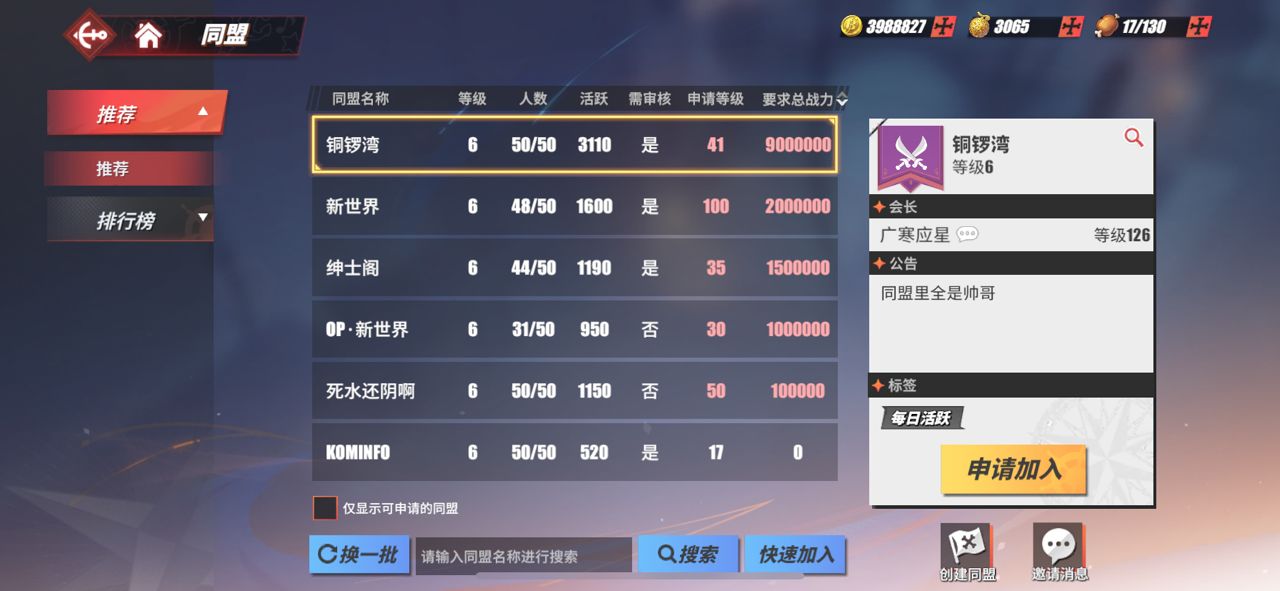 同盟
3988827
3065
17/130
推荐
推荐
排行榜
同盟名称 等级 人数 活跃 需审核 申请等级 要求总战力
铜锣湾 6 50/50 3110 是 41 9000000
新世界 6 48/50 1600 是 100 2000000
绅士阁 6 44/50 1190 是 35 1500000
OP·新世界 6 31/50 950 否 30 1000000
死水还阴啊 6 50/50 1150 否 50 100000
KOMINFO 6 50/50 520 是 17 0
仅显示可申请的同盟
换一批
请输入同盟名称进行搜索
搜索
快速加入
铜锣湾
等级6
会长
广寒应星 等级126
公告
同盟里全是帅哥
标签
每日活跃
申请加入
创建同盟
邀请消息